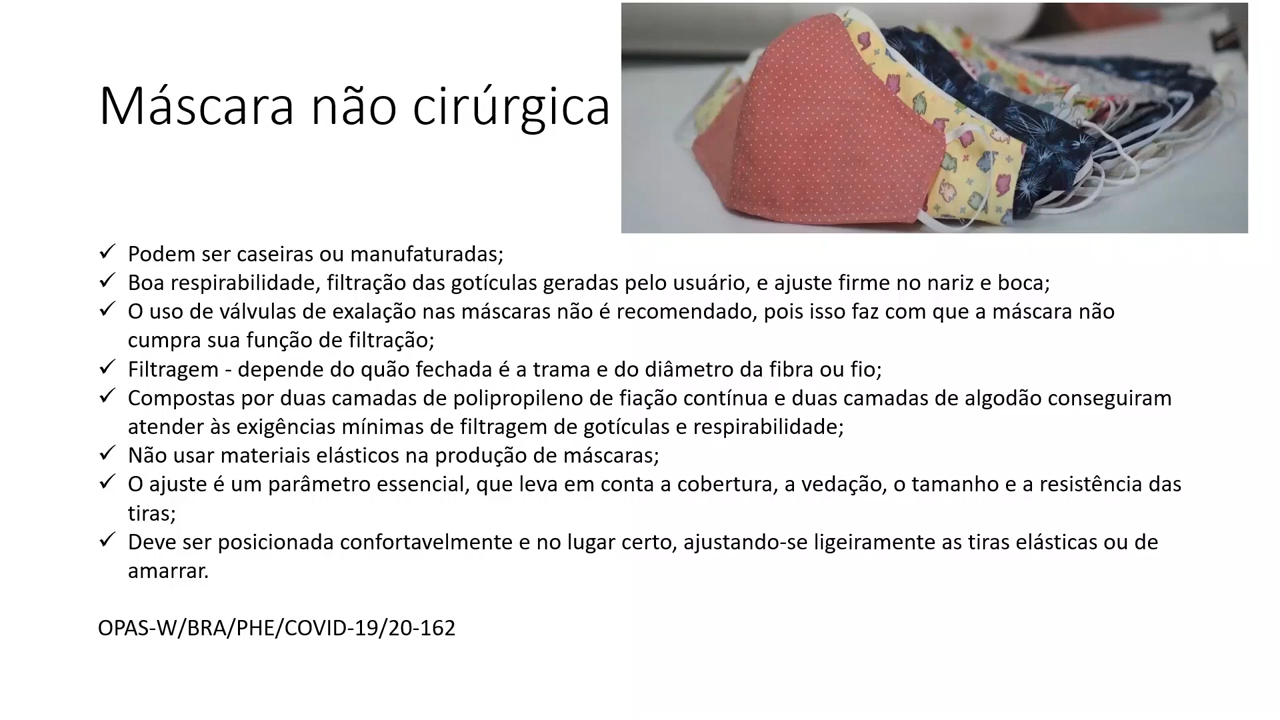 Máscara não cirúrgica
✓ Podem ser caseiras ou manufaturadas;
✓ Boa respirabilidade, filtração das gotículas geradas pelo usuário, e ajuste firme no nariz e boca;
✓ O uso de válvulas de exalação nas máscaras não é recomendado, pois isso faz com que a máscara não
cumpra sua função de filtração;
✓ Filtragem - depende do quão fechada é a trama e do diâmetro da fibra ou fio;
✓ Compostas por duas camadas de polipropileno de fiação contínua e duas camadas de algodão conseguiram
atender às exigências mínimas de filtragem de gotículas e respirabilidade;
✓ Não usar materiais elásticos na produção de máscaras;
✓ O ajuste é um parâmetro essencial, que leva em conta a cobertura, a vedação, o tamanho e a resistência das
tiras;
✓ Deve ser posicionada confortavelmente e no lugar certo, ajustando-se ligeiramente as tiras elásticas ou de
amarrar.
OPAS-W/BRA/PHE/COVID-19/20-162